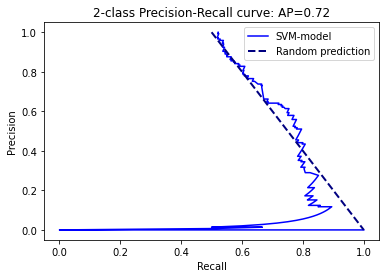 2-class Precision-Recall curve: AP=0.72
SVM-model
Random prediction
Precision
1.0
0.8
0.6
0.4
0.2
0.0
0.0 0.2 0.4 0.6 0.8 1.0
Recall